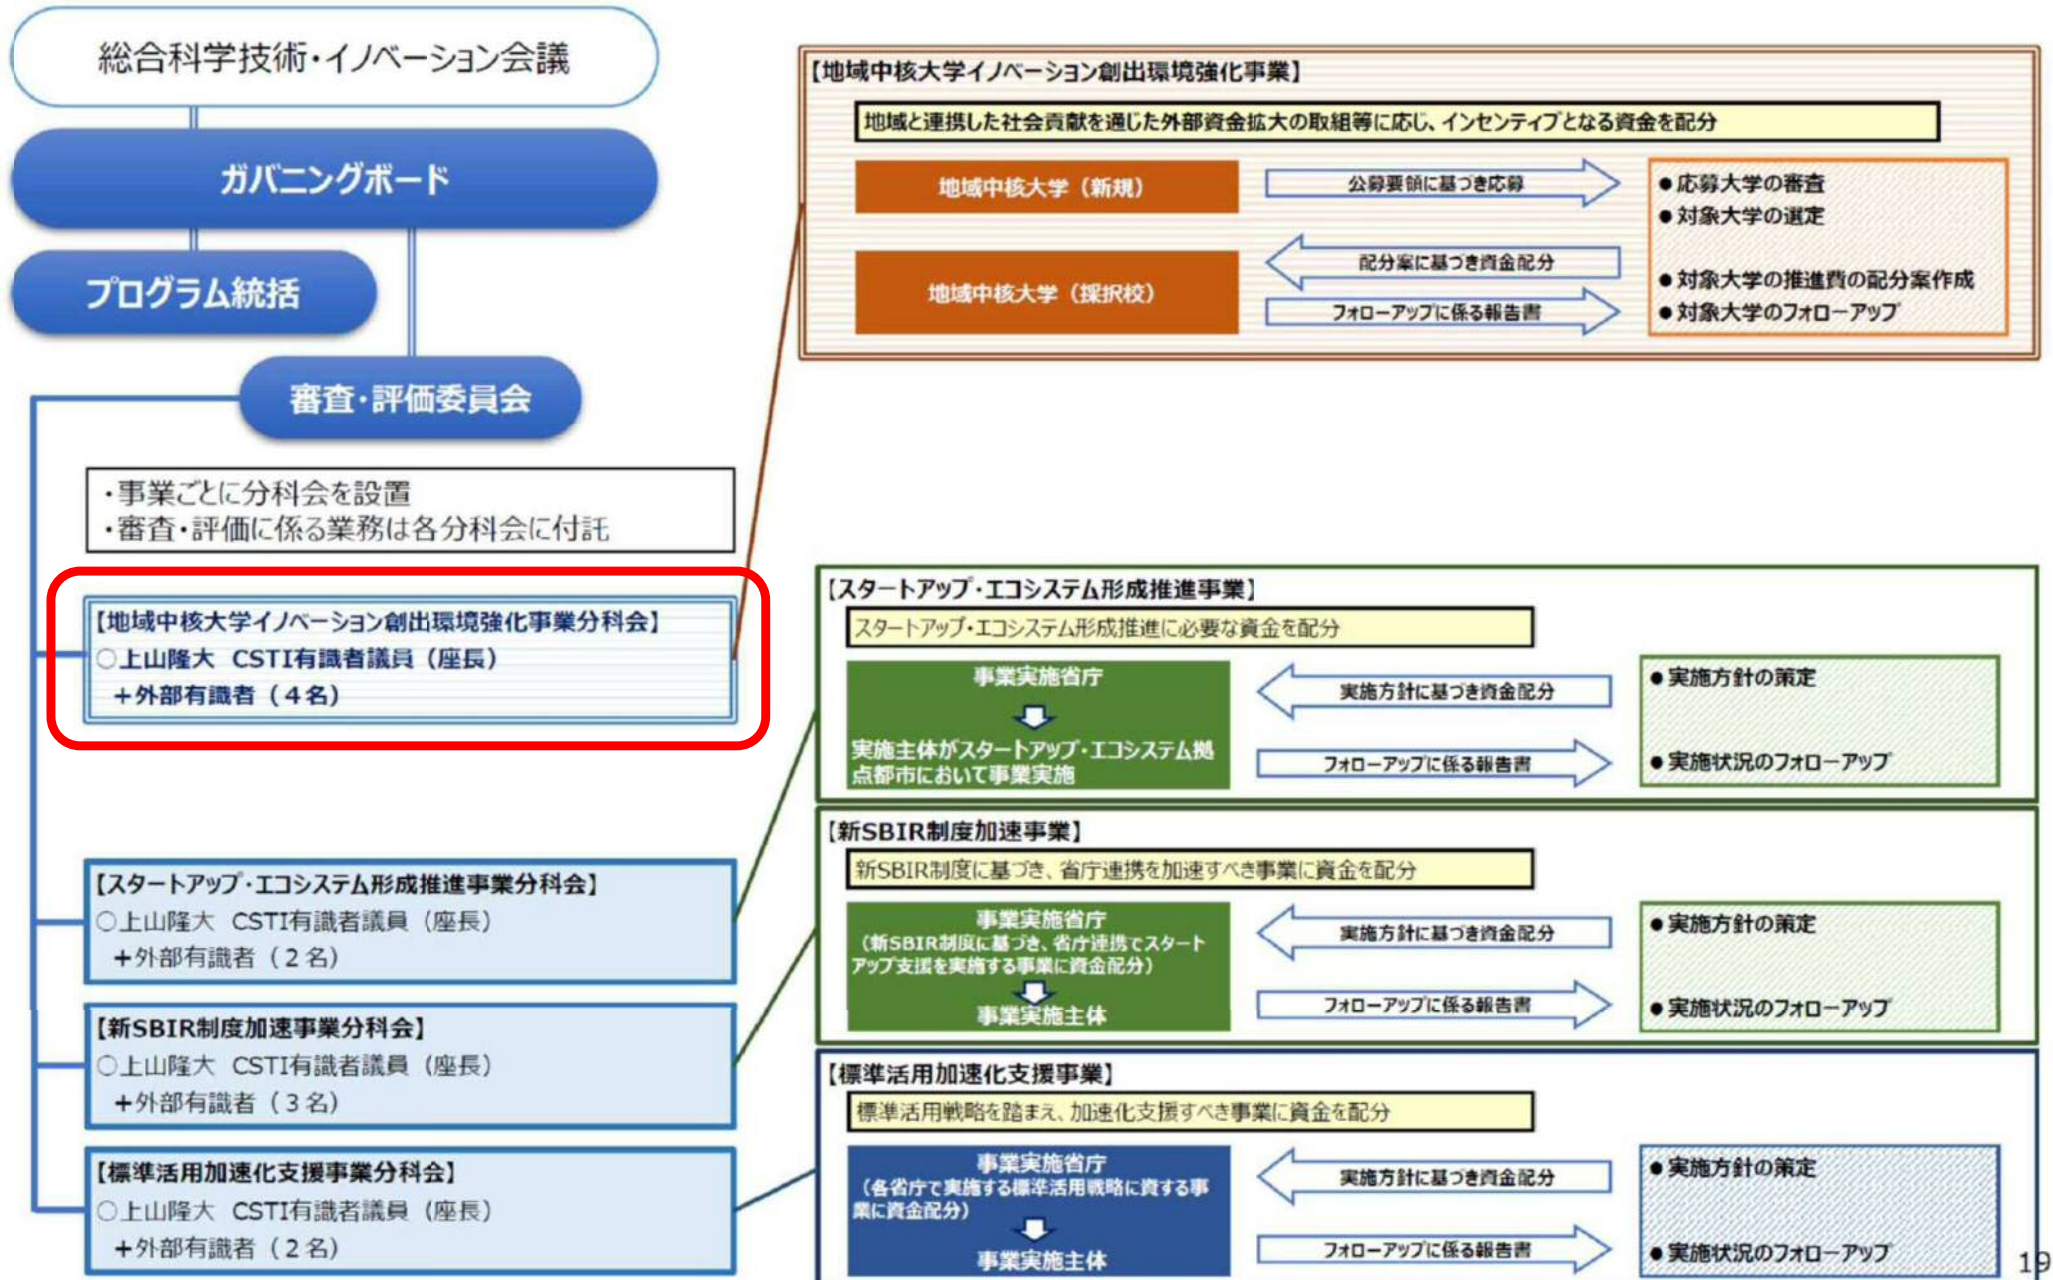 総合科学技術・イノベーション会議
ガバニングボード
プログラム統括
審査・評価委員会
・事業ごとに分科会を設置
・審査・評価に係る業務は各分科会に付託
【地域中核大学イノベーション創出環境強化事業分科会】
○上山隆大 CSTI有識者議員（座長）
＋外部有識者（４名）
【スタートアップ・エコシステム形成推進事業分科会】
○上山隆大 CSTI有識者議員（座長）
＋外部有識者（２名）
【新SBIR制度加速事業分科会】
○上山隆大 CSTI有識者議員（座長）
＋外部有識者（３名）
【標準活用加速化支援事業分科会】
○上山隆大 CSTI有識者議員（座長）
＋外部有識者（２名）
【地域中核大学イノベーション創出環境強化事業】
地域と連携した社会貢献を通じた外部資金拡大の取組等に応じ、インセンティブとなる資金を配分
地域中核大学（新規）
公募要領に基づき応募
●応募大学の審査
●対象大学の選定
地域中核大学（採択校）
配分案に基づき資金配分
フォローアップに係る報告書
●対象大学の推進費の配分案作成
●対象大学のフォローアップ
【スタートアップ・エコシステム形成推進事業】
スタートアップ・エコシステム形成推進に必要な資金を配分
事業実施省庁
実施主体がスタートアップ・エコシステム拠
点都市において事業実施
実施方針に基づき資金配分
フォローアップに係る報告書
●実施方針の策定
●実施状況のフォローアップ
【新SBIR制度加速事業】
新SBIR制度に基づき、省庁連携を加速すべき事業に資金を配分
事業実施省庁
（新SBIR制度に基づき、省庁連携でスタート
アップ支援を実施する事業に資金配分）
事業実施主体
実施方針に基づき資金配分
フォローアップに係る報告書
●実施方針の策定
●実施状況のフォローアップ
【標準活用加速化支援事業】
標準活用戦略を踏まえ、加速化支援すべき事業に資金を配分
事業実施省庁
（各省庁で実施する標準活用戦略に資する事
業に資金配分）
事業実施主体
実施方針に基づき資金配分
フォローアップに係る報告書
●実施方針の策定
●実施状況のフォローアップ
19